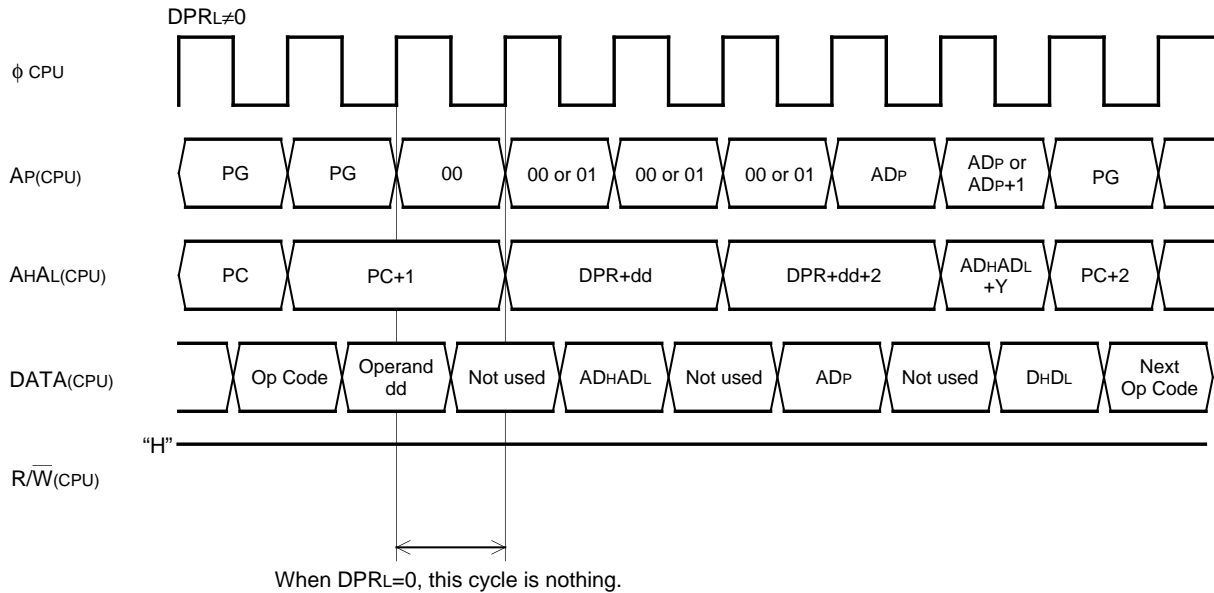 DPRL≠0
φ CPU
AP(CPU)
PG
PG
00
00 or 01
00 or 01
00 or 01
ADP
ADP or
ADP+1
PG
AHAL(CPU)
PC
PC+1
DPR+dd
DPR+dd+2
ADHADL
+Y
PC+2
DATA(CPU)
Op Code
Operand
dd
Not used
ADHADL
Not used
ADP
Not used
DHDL
Next
Op Code
“H”
R/W̅(CPU)
When DPRL=0, this cycle is nothing.